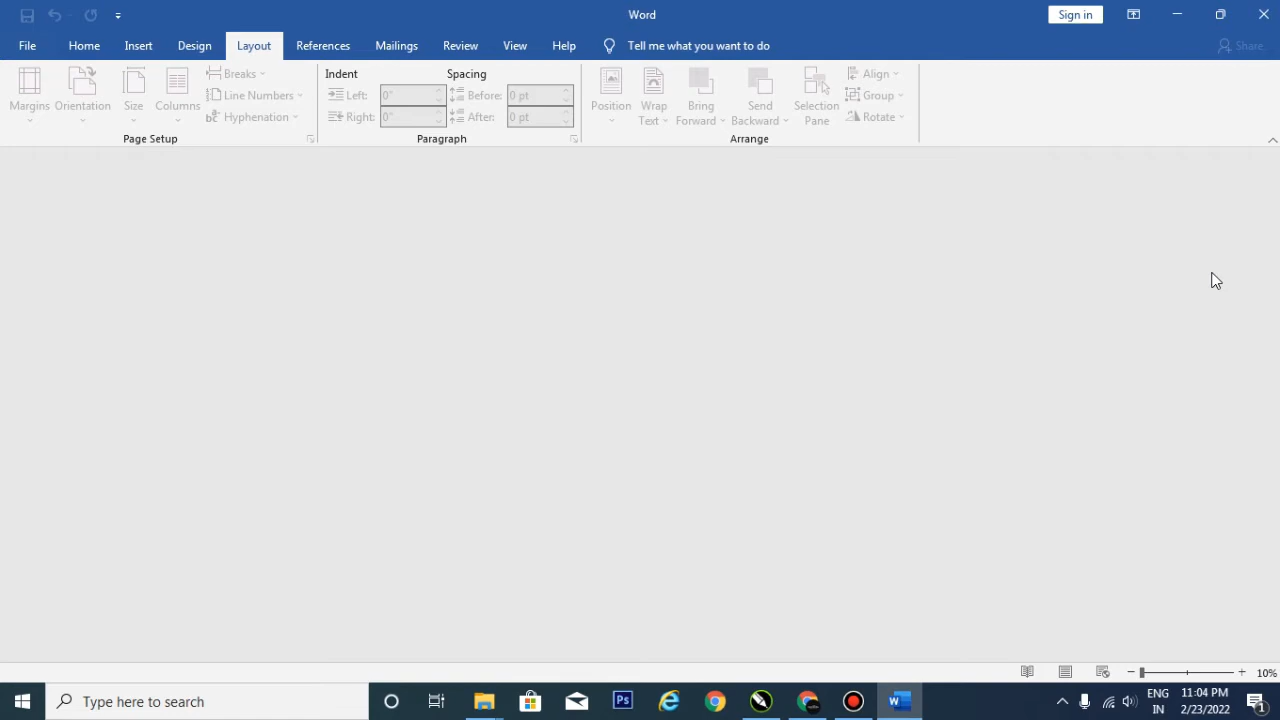 Word
Sign in
File Home Insert Design Layout References Mailings Review View Help Tell me what you want to do Share
Margins Orientation Size Columns
Breaks
Line Numbers
Hyphenation
Page Setup
Indent Spacing
Left: 0" Before: 0 pt
Right: 0" After: 0 pt
Paragraph
Position Wrap Text Bring Forward Send Backward Selection Pane
Align
Group
Rotate
Arrange
10%
Type here to search
Ps
ENG
IN
11:04 PM
2/23/2022
1